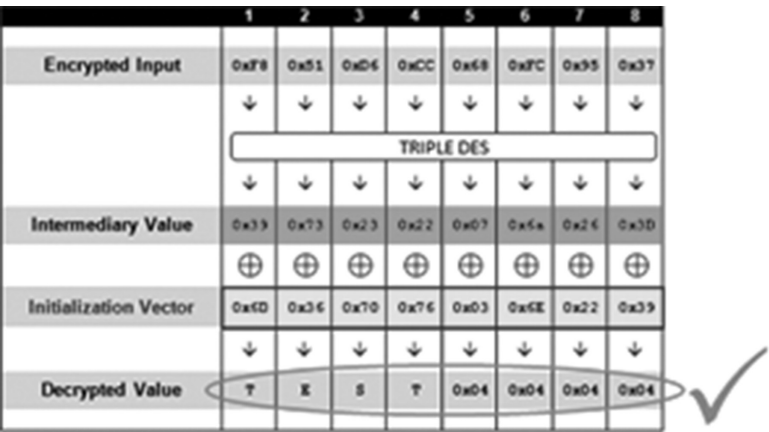 1 2 3 4 5 6 7 8
Encrypted Input 0xF8 0x51 0xD6 0xCC 0x68 0xFC 0x95 0x37
TRIPLE DES
Intermediary Value 0x39 0x73 0x23 0x22 0x07 0x6a 0x26 0x3D
Initialization Vector 0x6D 0x36 0x70 0x76 0x03 0x6E 0x22 0x39
Decrypted Value T E S T 0x04 0x04 0x04 0x04